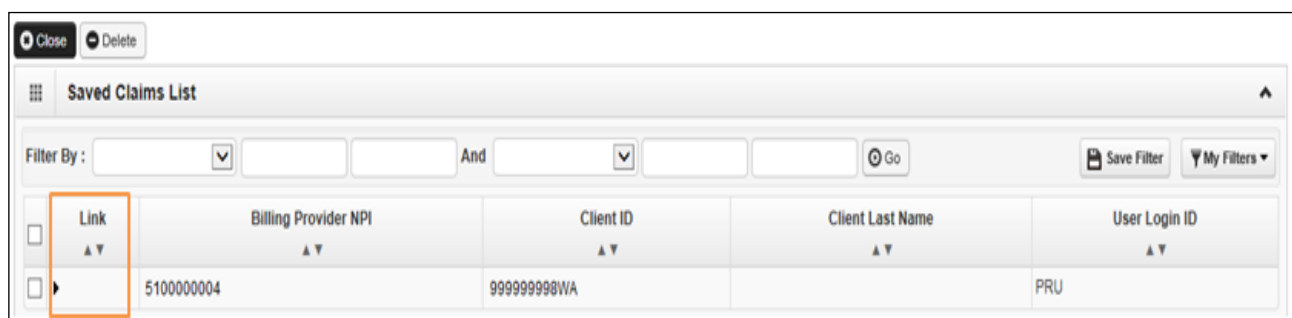 Close Delete
Saved Claims List
Filter By : And Go Save Filter My Filters
Link Billing Provider NPI Client ID Client Last Name User Login ID
5100000004 999999998WA PRU